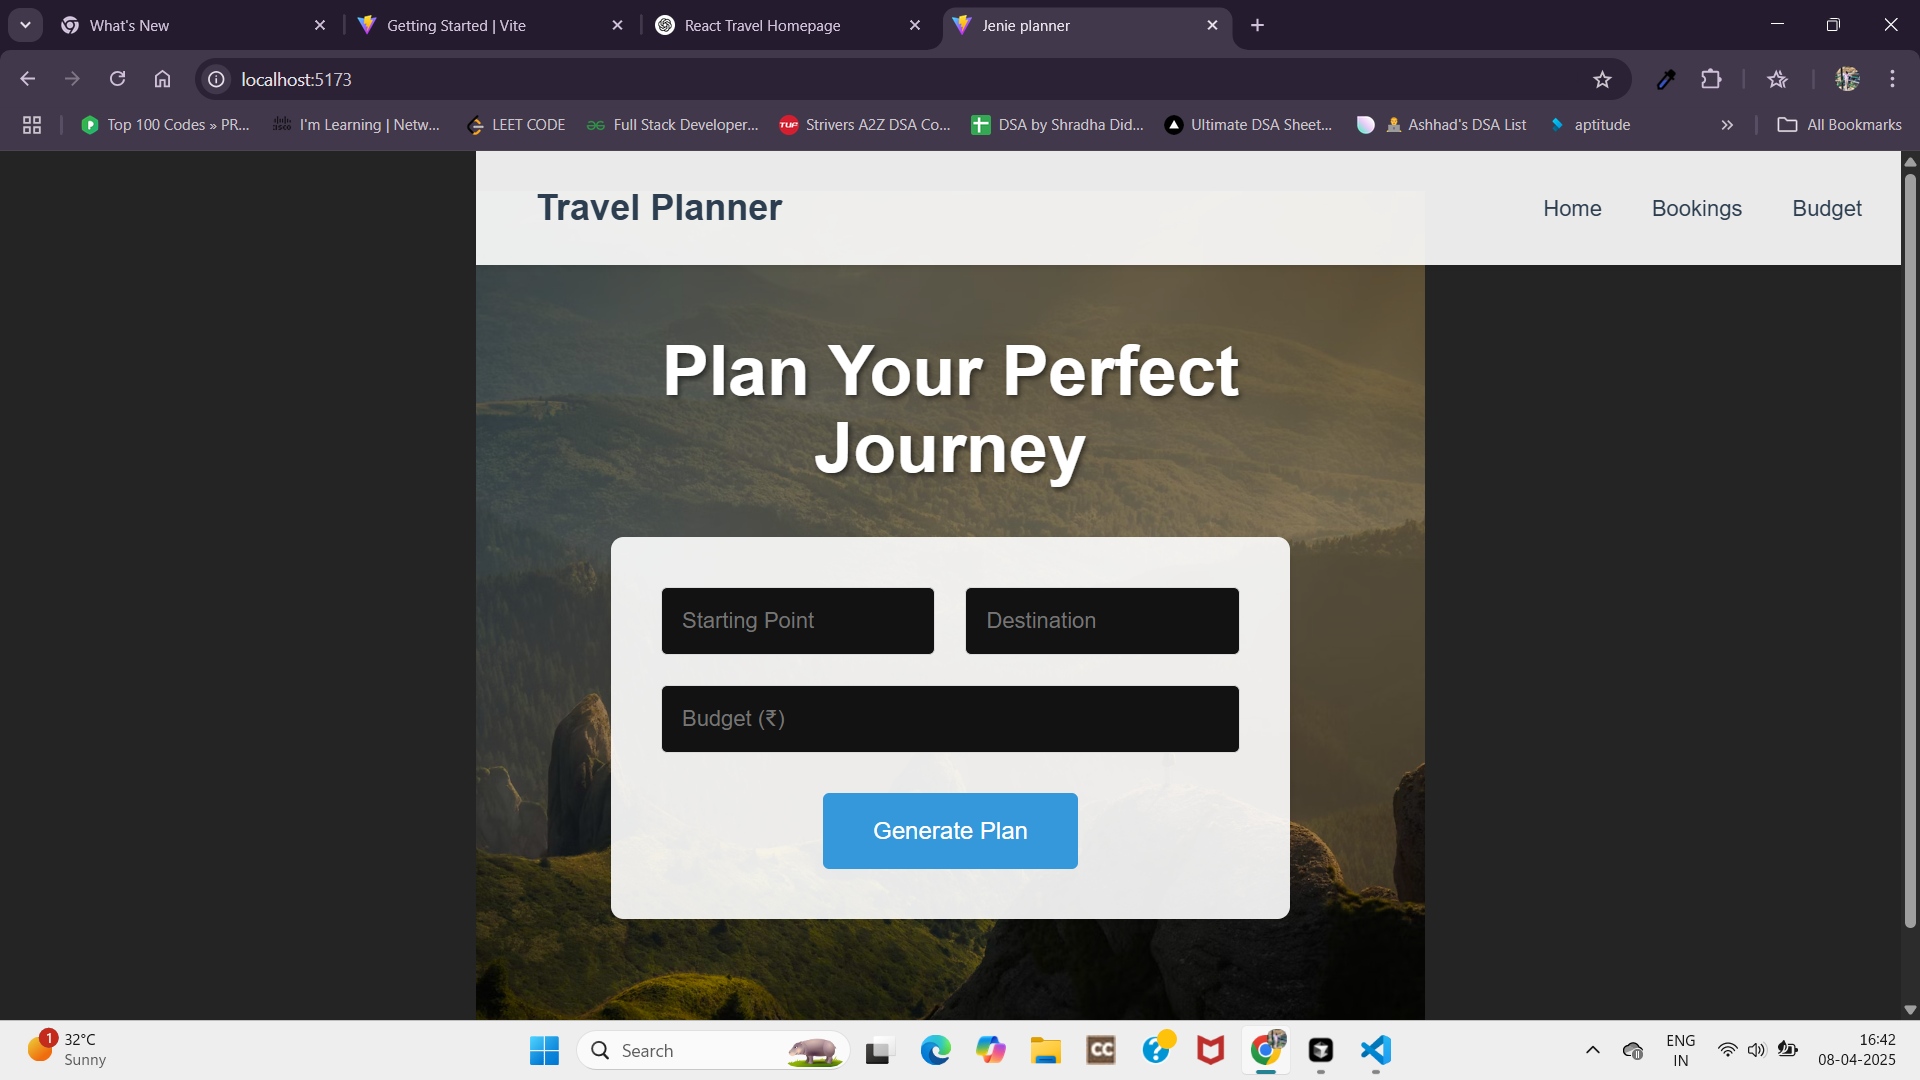 What's New
Getting Started | Vite
React Travel Homepage
Jenie planner
localhost:5173
Top 100 Codes » PR...
I'm Learning | Netw...
LEET CODE
Full Stack Developer...
TUF
Strivers A2Z DSA Co...
DSA by Shradha Did...
Ultimate DSA Sheet...
Ashhad's DSA List
aptitude
All Bookmarks
Travel Planner
Home
Bookings
Budget
Plan Your Perfect
Journey
Starting Point
Destination
Budget (₹)
Generate Plan
1
32°C
Sunny
Search
CC
ENG
IN
16:42
08-04-2025